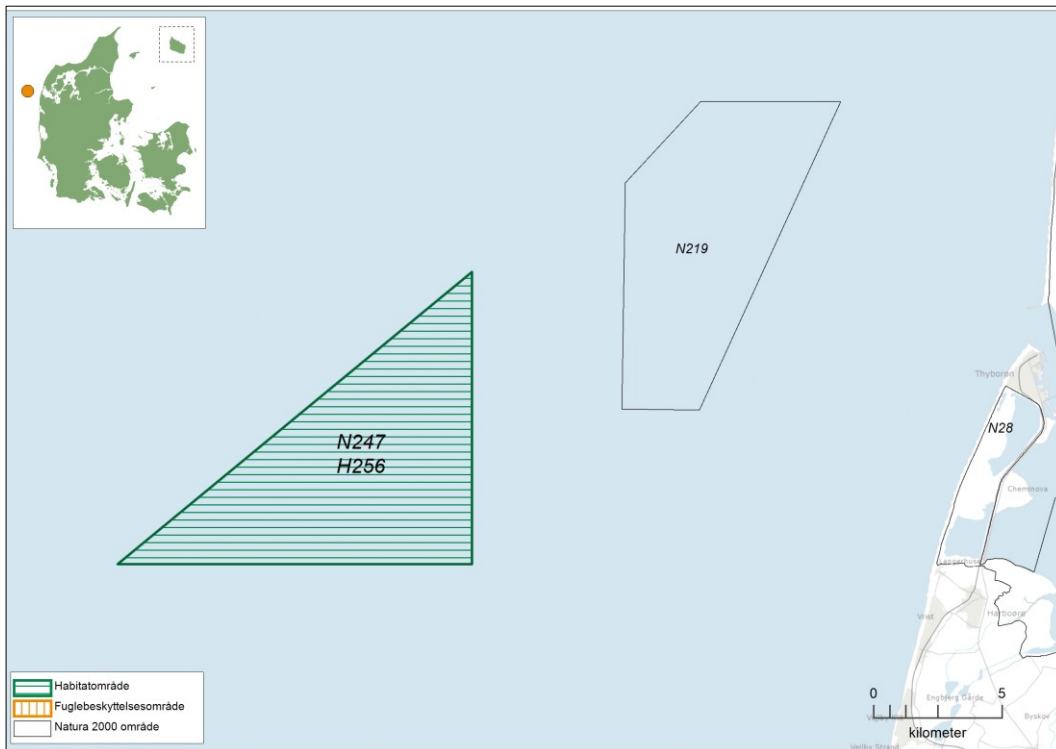 N219
Thyborøn
N28
N247
H256
Cheminova
Langerhuse
Vrist
Harboøre
Engbjerg Gårde
Byskov
Vejlby Strand
Habitatområde
Fuglebeskyttelsesområde
Natura 2000 område
0
5
kilometer